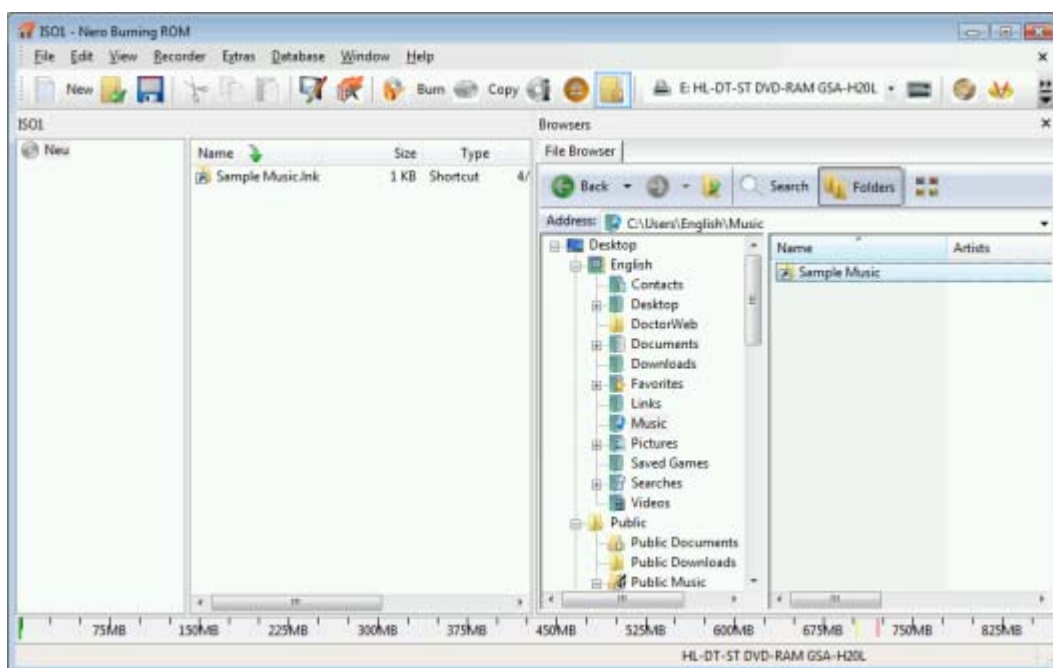 ISO1 - Nero Burning ROM
File Edit View Recorder Extras Database Window Help
New Burn Copy E: HL-DT-ST DVD-RAM GSA-H20L
ISO1
Neu
Name Size Type
Sample Music.lnk 1 KB Shortcut 4/
Browsers
File Browser
Back Search Folders
Address: C:\Users\English\Music
Desktop
English
Contacts
Desktop
DoctorWeb
Documents
Downloads
Favorites
Links
Music
Pictures
Saved Games
Searches
Videos
Public
Public Documents
Public Downloads
Public Music
Name Artists
Sample Music
75MB 150MB 225MB 300MB 375MB 450MB 525MB 600MB 675MB 750MB 825MB
HL-DT-ST DVD-RAM GSA-H20L